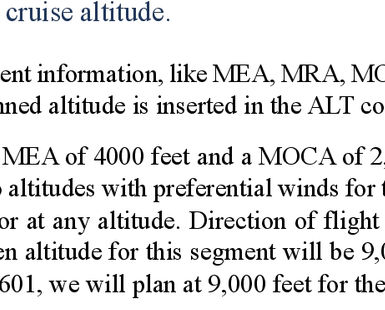 cruise altitude.
ent information, like MEA, MRA, MO
nned altitude is inserted in the ALT co
MEA of 4000 feet and a MOCA of 2,
altitudes with preferential winds for t
or at any altitude. Direction of flight
en altitude for this segment will be 9,0
601, we will plan at 9,000 feet for the